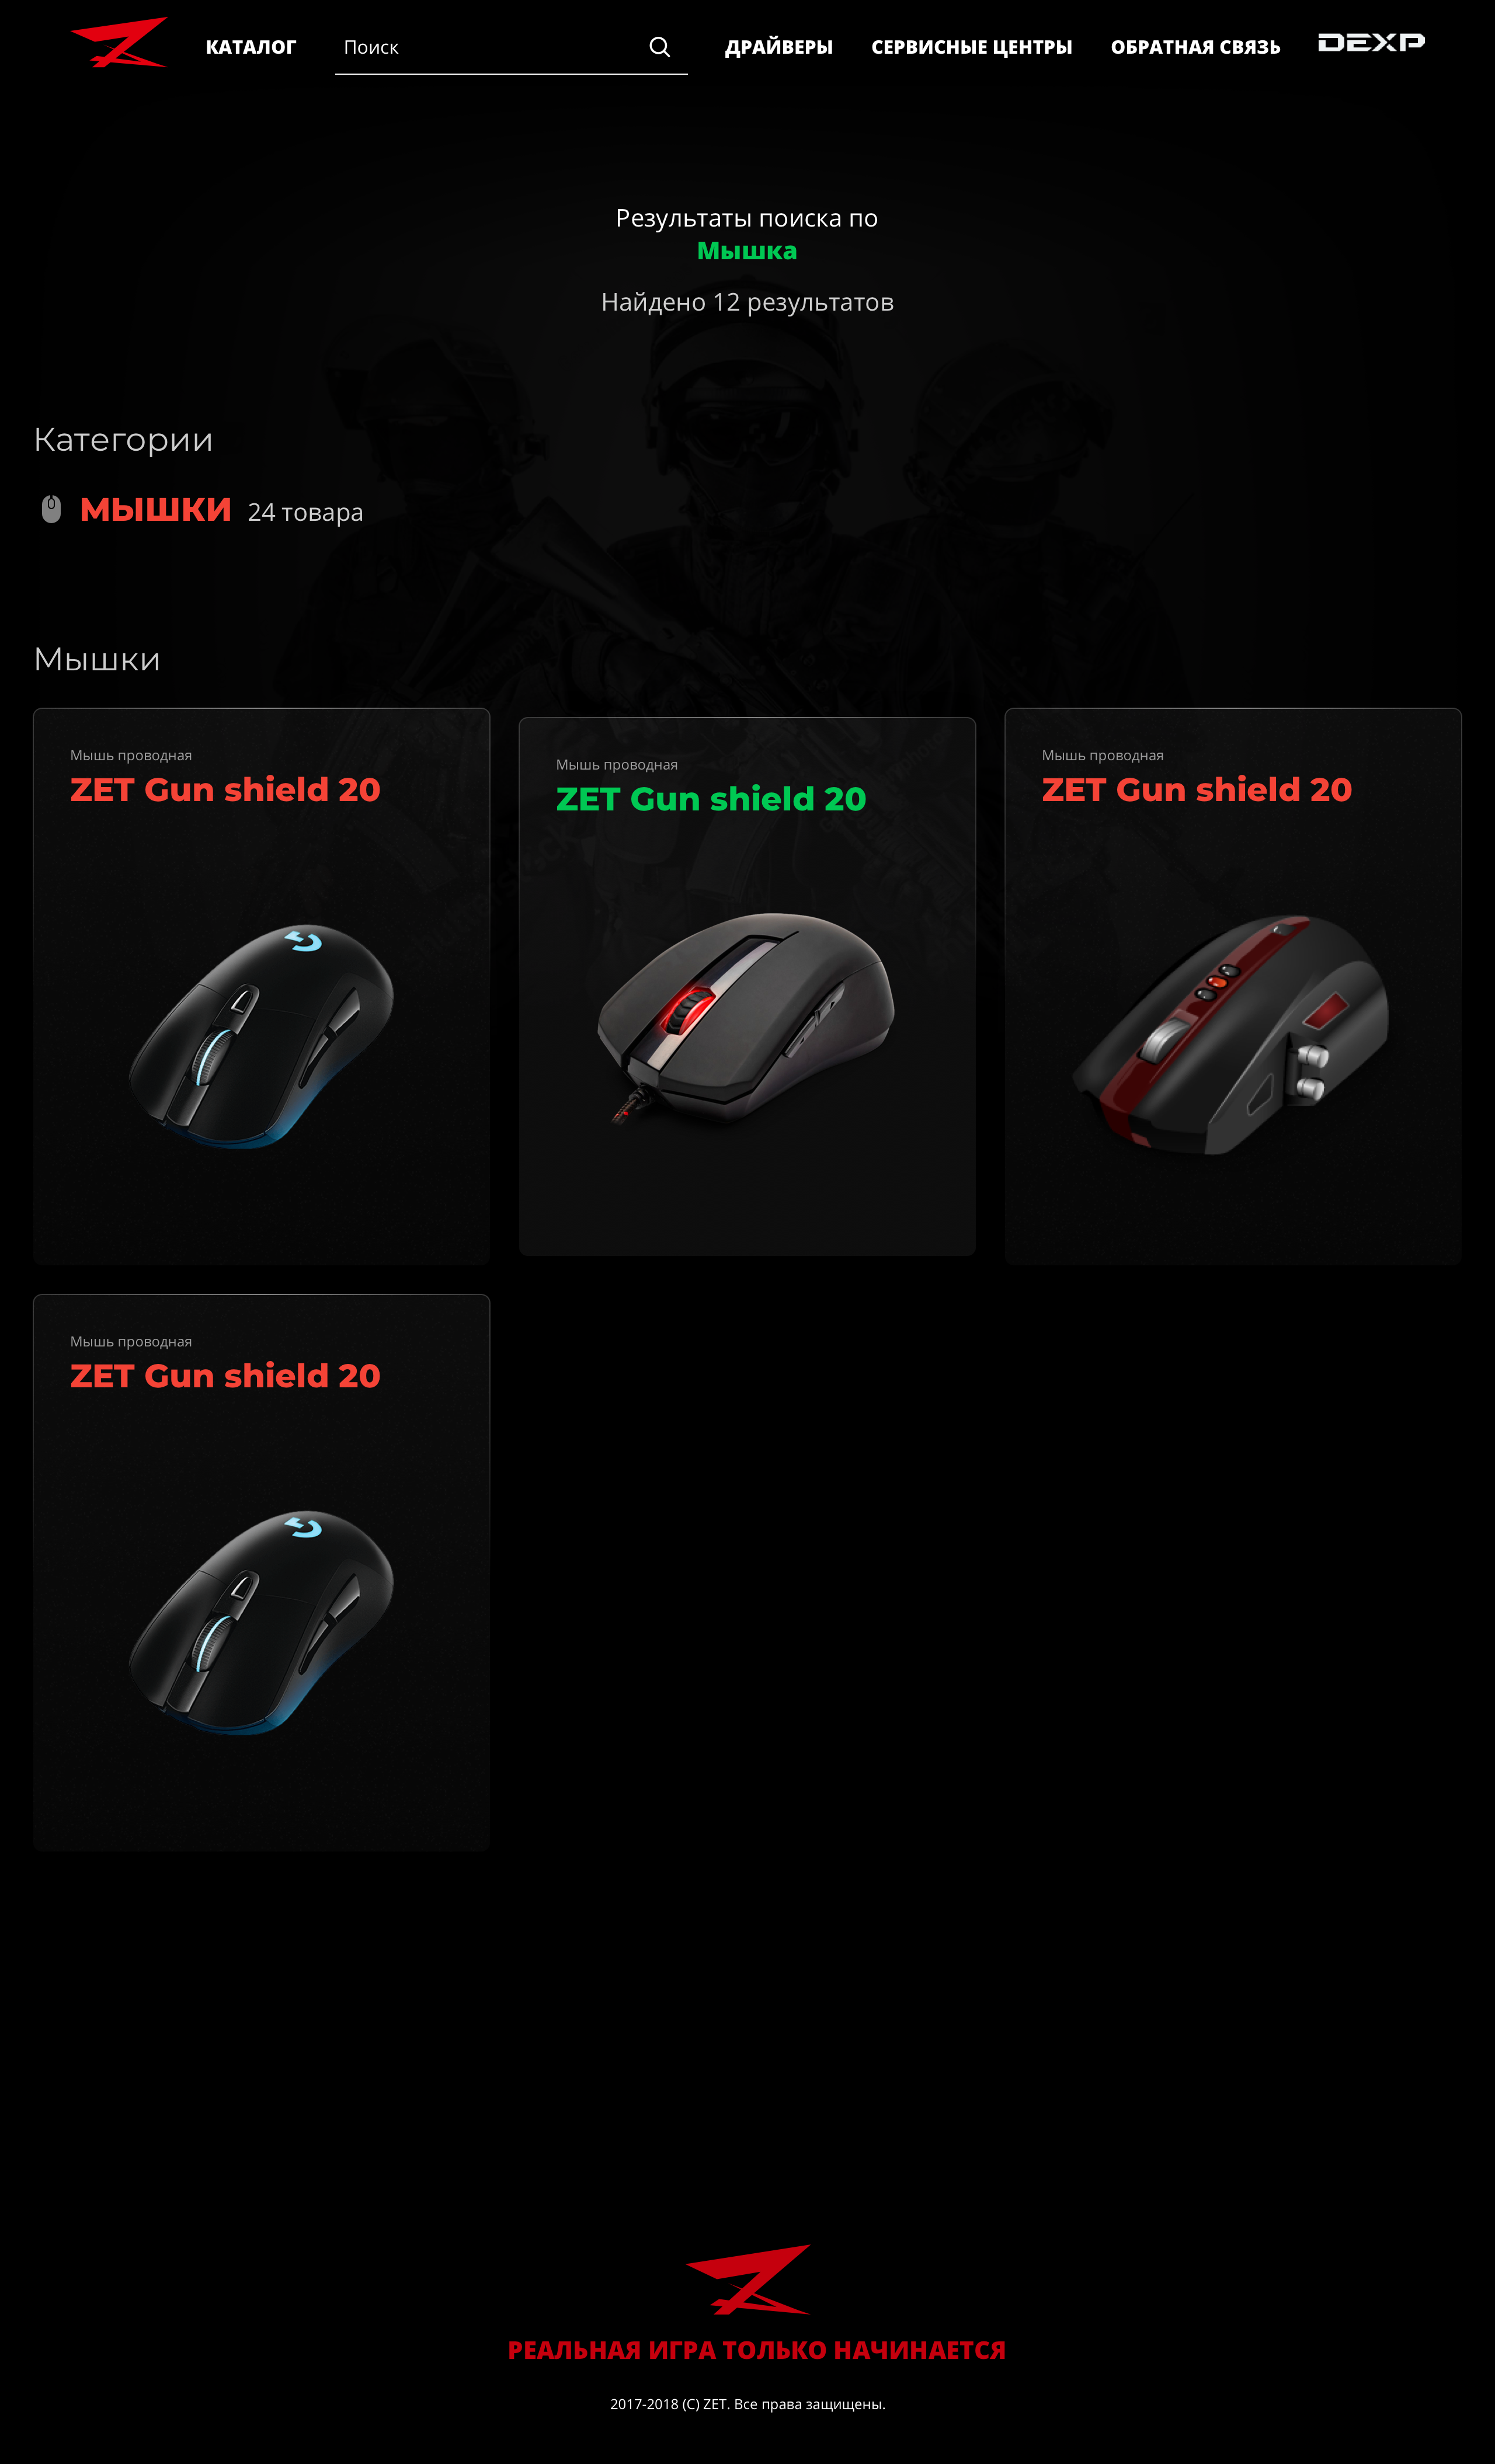 КАТАЛОГ
Поиск
ДРАЙВЕРЫ
СЕРВИСНЫЕ ЦЕНТРЫ
ОБРАТНАЯ СВЯЗЬ
DEXP
Результаты поиска по
Мышка
Найдено 12 результатов
Категории
МЫШКИ 24 товара
Мышки
Мышь проводная
ZET Gun shield 20
Мышь проводная
ZET Gun shield 20
Мышь проводная
ZET Gun shield 20
Мышь проводная
ZET Gun shield 20
РЕАЛЬНАЯ ИГРА ТОЛЬКО НАЧИНАЕТСЯ
2017-2018 (C) ZET. Все права защищены.